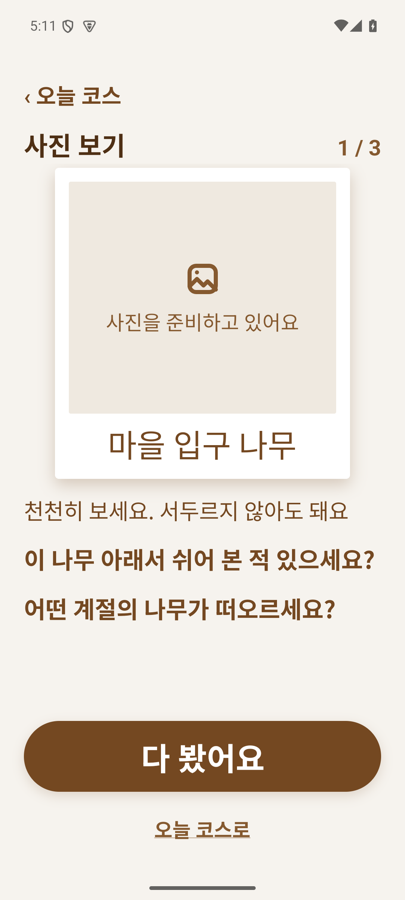 5:11
‹ 오늘 코스
사진 보기
1 / 3
사진을 준비하고 있어요
마을 입구 나무
천천히 보세요. 서두르지 않아도 돼요
이 나무 아래서 쉬어 본 적 있으세요?
어떤 계절의 나무가 떠오르세요?
다 봤어요
오늘 코스로